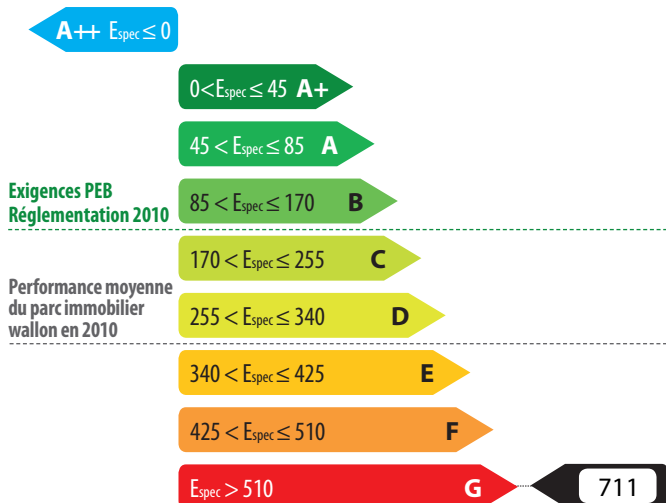 A++ Espec ≤ 0
0<Espec ≤ 45 A+
45 < Espec ≤ 85 A
Exigences PEB
Réglementation 2010
85 < Espec ≤ 170 B
170 < Espec ≤ 255 C
Performance moyenne
du parc immobilier
wallon en 2010
255 < Espec ≤ 340 D
340 < Espec ≤ 425 E
425 < Espec ≤ 510 F
Espec > 510 G 711